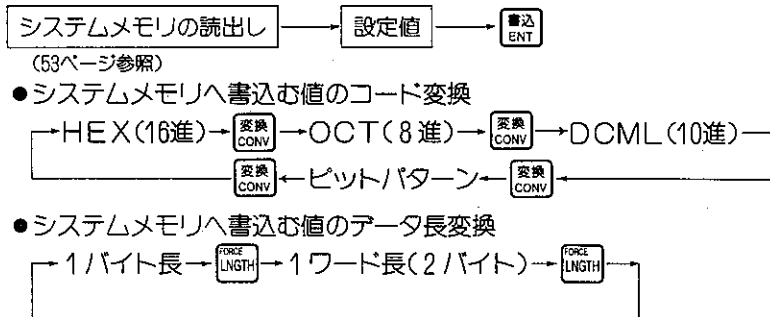 システムメモリの読出し → 設定値 → 書込 ENT
(53ページ参照)
●システムメモリへ書込む値のコード変換
HEX(16進)→ 変換 CONV →OCT(8進)→ 変換 CONV →DCML(10進)
変換 CONV ←ビットパターン← 変換 CONV ←
●システムメモリへ書込む値のデータ長変換
1バイト長→ FORCE LNGTH →1ワード長(2バイト)→ FORCE LNGTH →